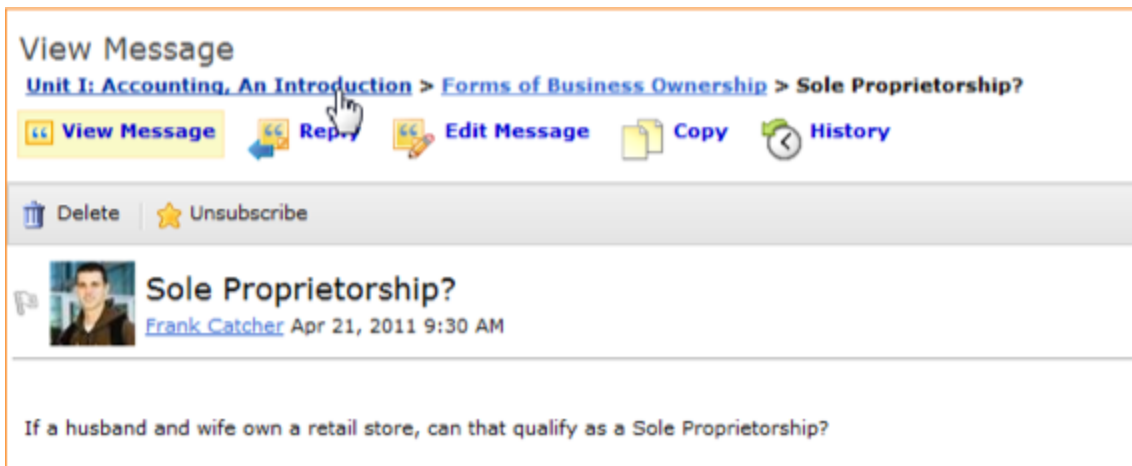 View Message
Unit I: Accounting, An Introduction > Forms of Business Ownership > Sole Proprietorship?
View Message Reply Edit Message Copy History
Delete Unsubscribe
Sole Proprietorship?
Frank Catcher Apr 21, 2011 9:30 AM
If a husband and wife own a retail store, can that qualify as a Sole Proprietorship?